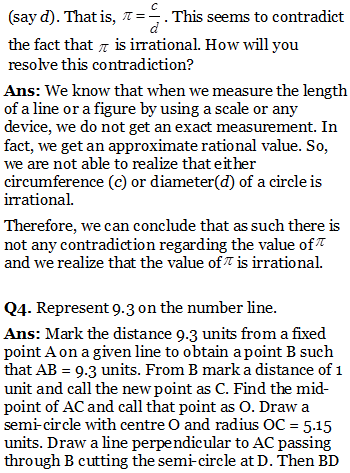 (say d). That is, π = c/d . This seems to contradict
the fact that π is irrational. How will you
resolve this contradiction?
Ans: We know that when we measure the length
of a line or a figure by using a scale or any
device, we do not get an exact measurement. In
fact, we get an approximate rational value. So,
we are not able to realize that either
circumference (c) or diameter(d) of a circle is
irrational.
Therefore, we can conclude that as such there is
not any contradiction regarding the value of π
and we realize that the value of π is irrational.
Q4. Represent 9.3 on the number line.
Ans: Mark the distance 9.3 units from a fixed
point A on a given line to obtain a point B such
that AB = 9.3 units. From B mark a distance of 1
unit and call the new point as C. Find the mid-
point of AC and call that point as O. Draw a
semi-circle with centre O and radius OC = 5.15
units. Draw a line perpendicular to AC passing
through B cutting the semi-circle at D. Then BD